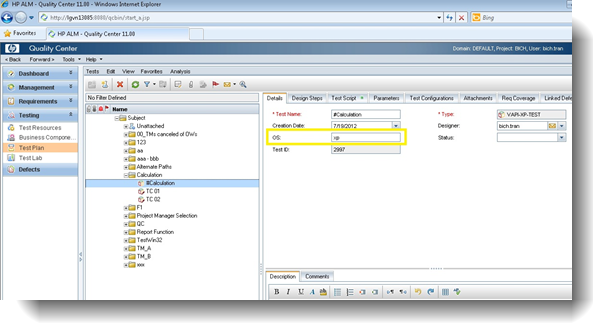 HP ALM - Quality Center 11.00 - Windows Internet Explorer
http://lgvn13085:8080/qcbin/start_a.jsp
Bing
Favorites
HP ALM - Quality Center 11.00
Quality Center
Domain: DEFAULT, Project: BICH, User: bich.tran
< Back Forward > Tools Help
Dashboard
Management
Requirements
Testing
Test Resources
Business Compone..
Test Plan
Test Lab
Defects
Tests Edit View Favorites Analysis
No Filter Defined
Name
Subject
Unattached
00_TMs canceled of OWs
123
aa
aaa - bbb
Alternate Paths
Calculation
#Calculation
TC 01
TC 02
F1
Project Manager Selection
QC
Report Function
TestWin32
TM_A
TM_B
xxx
Details Design Steps Test Script Parameters Test Configurations Attachments Req Coverage Linked Defe
* Test Name: #Calculation * Type: VAPI-XP-TEST
Creation Date: 7/19/2012 Designer: bich.tran
OS: xp Status:
Test ID: 2997
Description Comments
B I U A ab